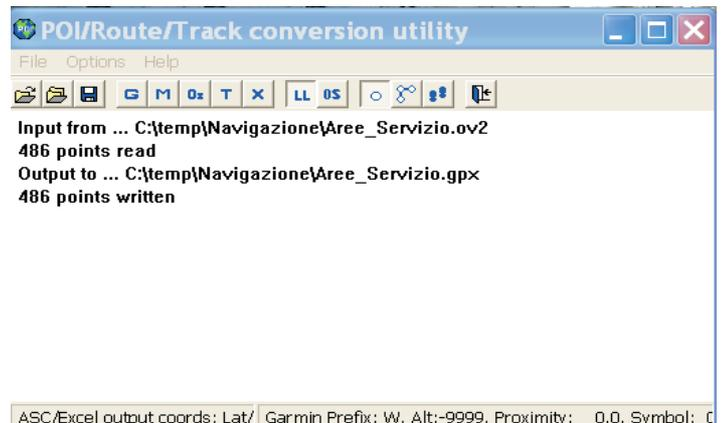 POI/Route/Track conversion utility
File Options Help
G M Oz T X LL OS
Input from ... C:\temp\Navigazione\Aree_Servizio.ov2
486 points read
Output to ... C:\temp\Navigazione\Aree_Servizio.gpx
486 points written
ASC/Excel output coords: Lat/ Garmin Prefix: W, Alt:-9999, Proximity: 0.0, Symbol: